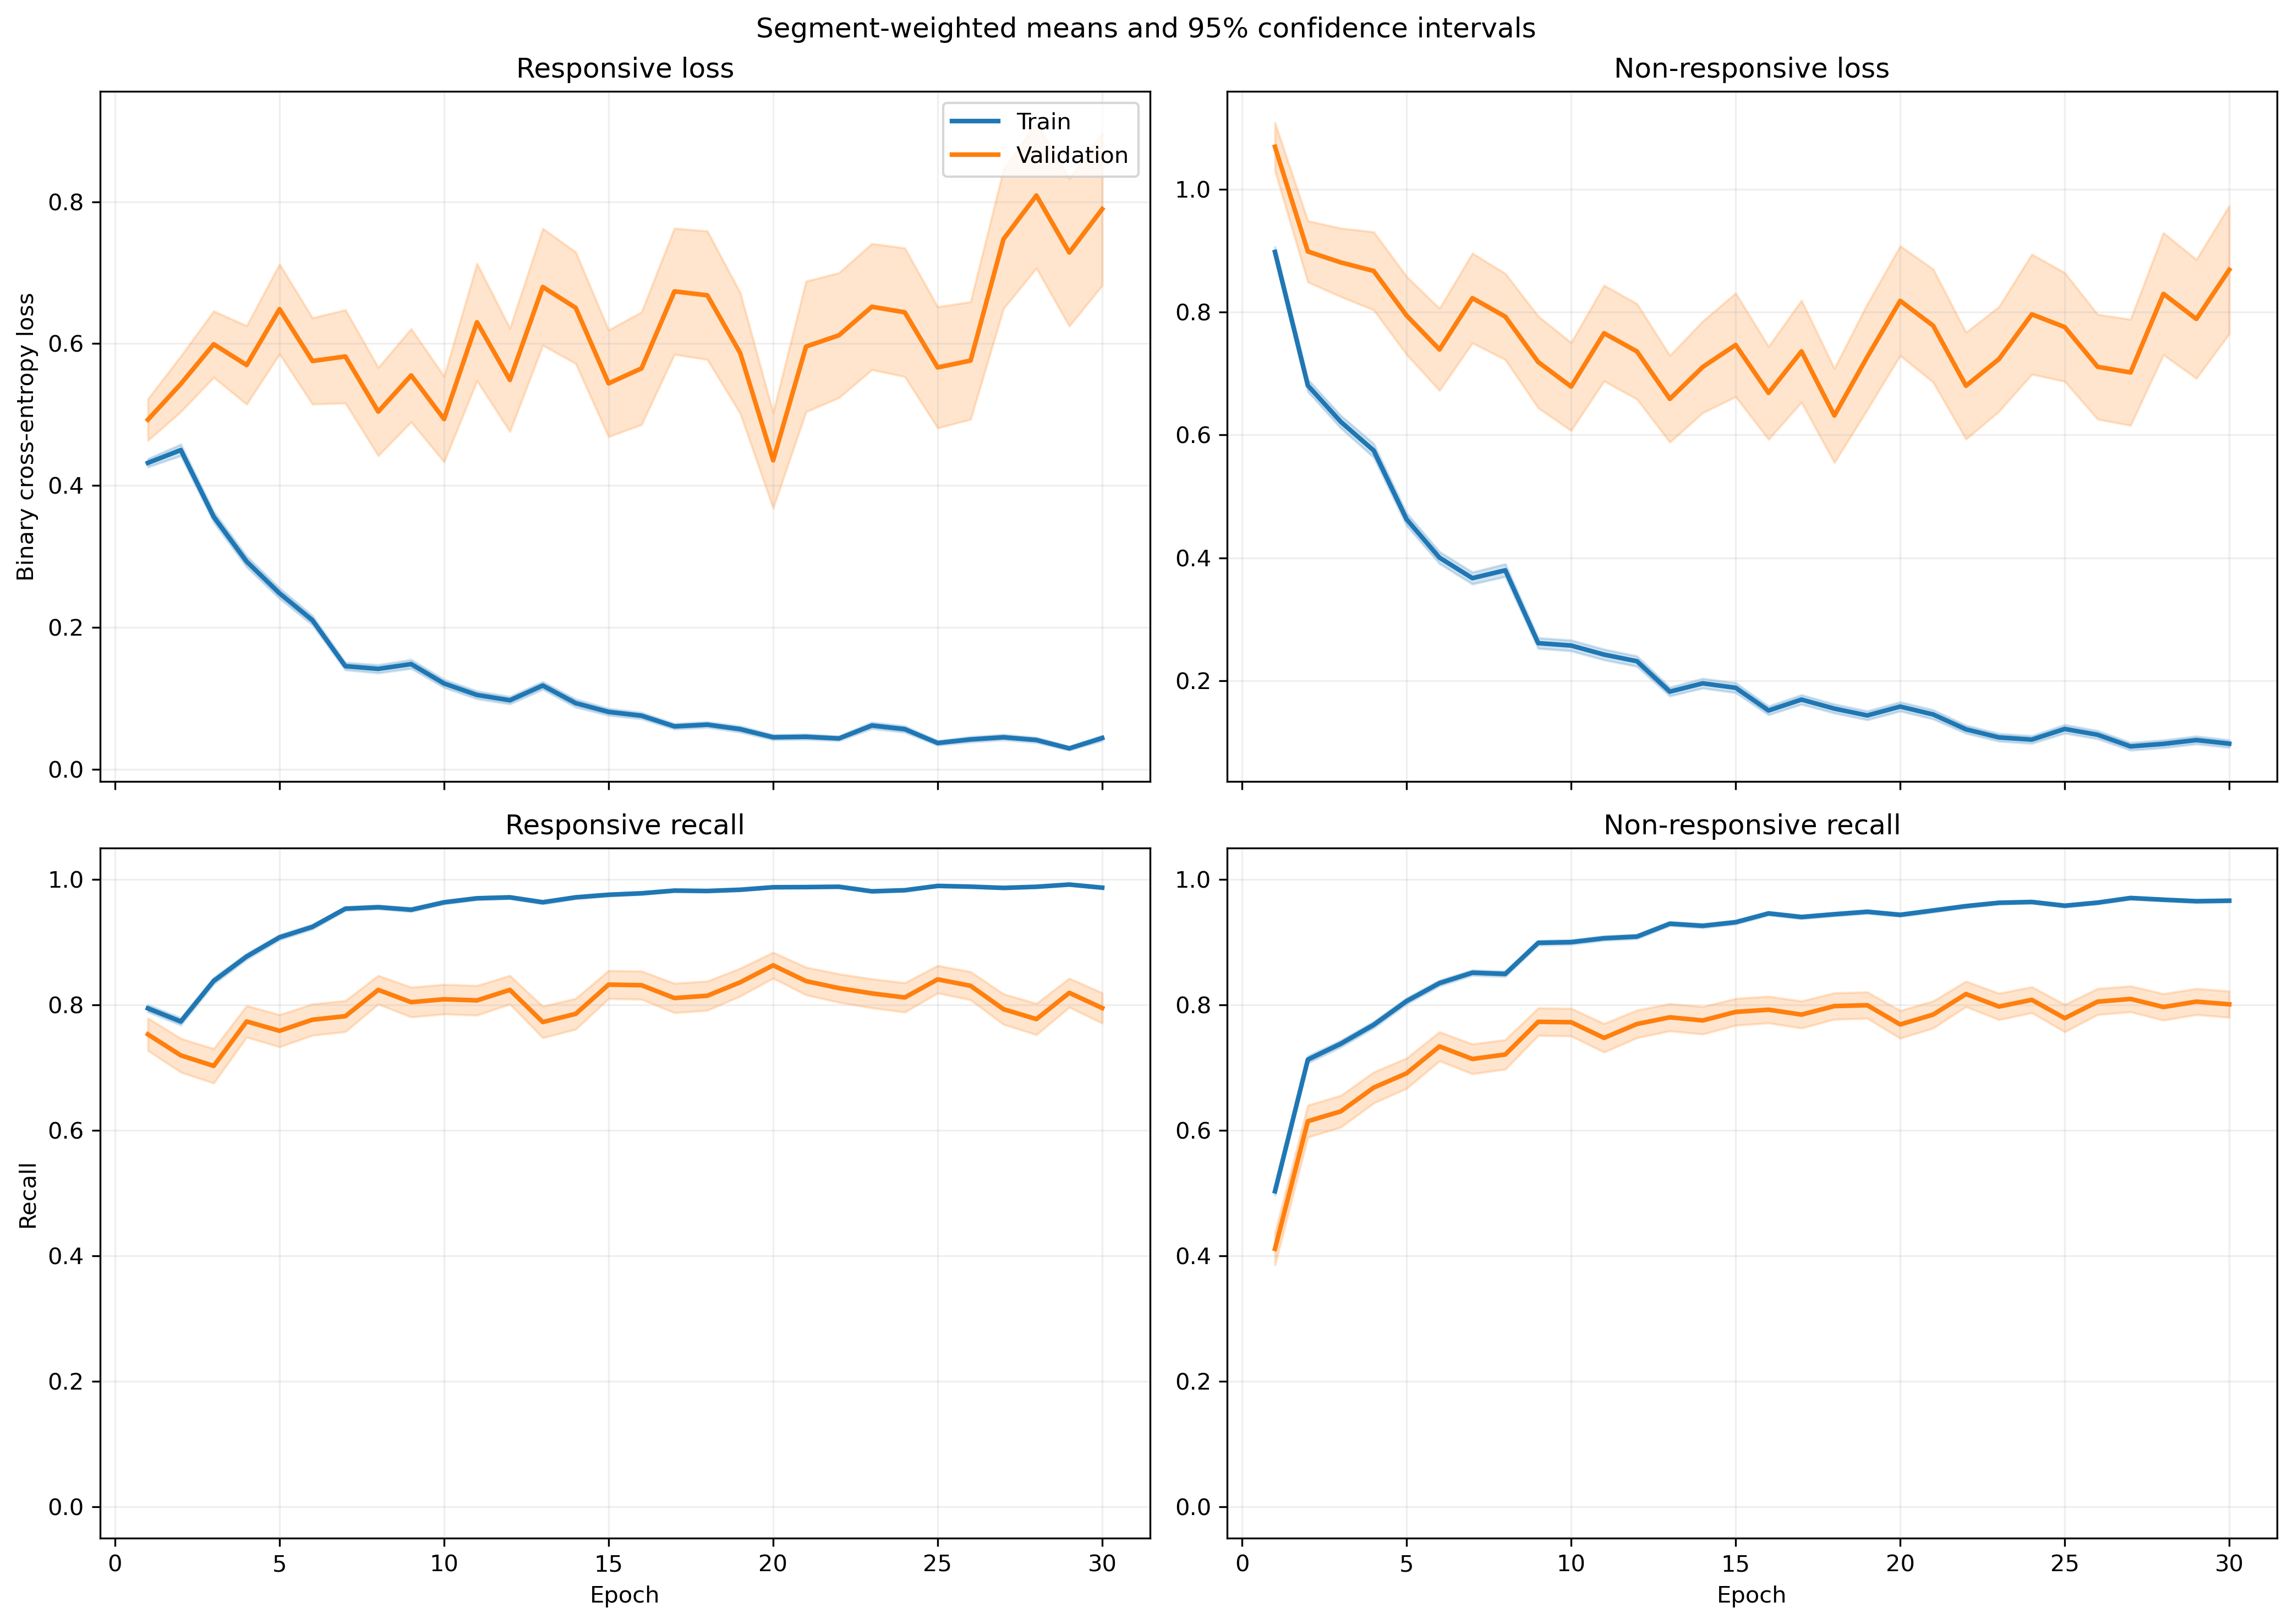 Segment-weighted means and 95% confidence intervals
Responsive loss
Non-responsive loss
Train
Validation
Binary cross-entropy loss
0.8
0.6
0.4
0.2
0.0
1.0
0.8
0.6
0.4
0.2
Responsive recall
Non-responsive recall
Recall
1.0
0.8
0.6
0.4
0.2
0.0
1.0
0.8
0.6
0.4
0.2
0.0
0 5 10 15 20 25 30
0 5 10 15 20 25 30
Epoch
Epoch